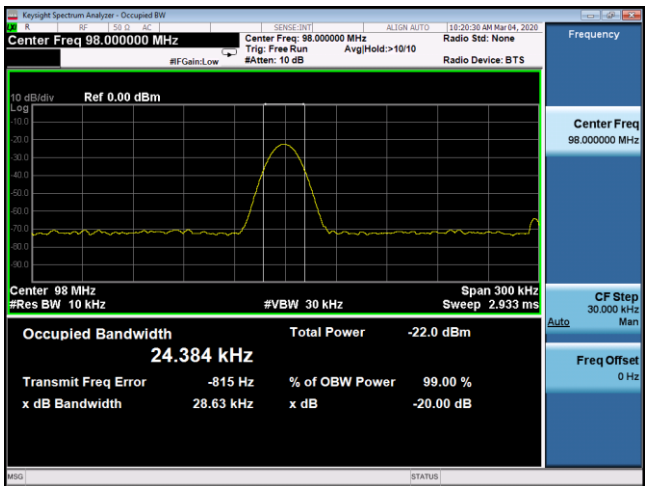 Keysight Spectrum Analyzer - Occupied BW
R RF 50 Ω AC SENSE:INT ALIGN AUTO 10:20:30 AM Mar 04, 2020
Center Freq 98.000000 MHz
Center Freq: 98.000000 MHz
Radio Std: None
Trig: Free Run Avg|Hold:>10/10
#IFGain:Low #Atten: 10 dB Radio Device: BTS
Frequency
10 dB/div Ref 0.00 dBm
Log
-10.0
-20.0
-30.0
-40.0
-50.0
-60.0
-70.0
-80.0
-90.0
Center Freq
98.000000 MHz
Center 98 MHz Span 300 kHz
#Res BW 10 kHz #VBW 30 kHz Sweep 2.933 ms
CF Step
30.000 kHz
Auto Man
Occupied Bandwidth Total Power -22.0 dBm
24.384 kHz
Transmit Freq Error -815 Hz % of OBW Power 99.00 %
x dB Bandwidth 28.63 kHz x dB -20.00 dB
Freq Offset
0 Hz
MSG STATUS